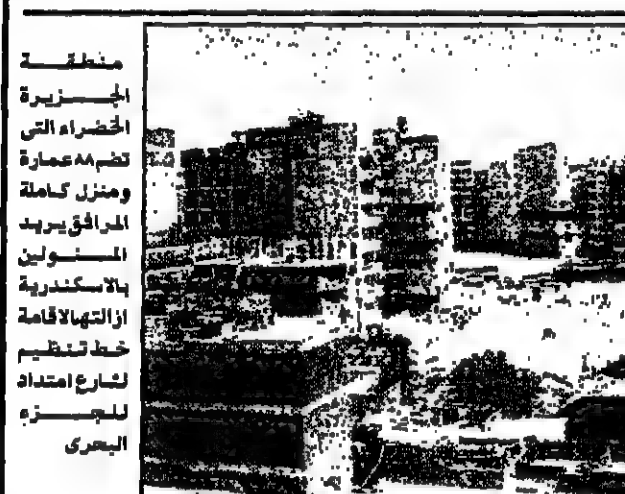 منطقة
الجزيرة
الخضراء التى
تضم ٨٨ عمارة
ومنزل كاملة
المرافق يريد
المسئولين
بالاسكندرية
ازالتها لاقامة
خط تنظيم
لشارع امتداد
للجزء
البحرى